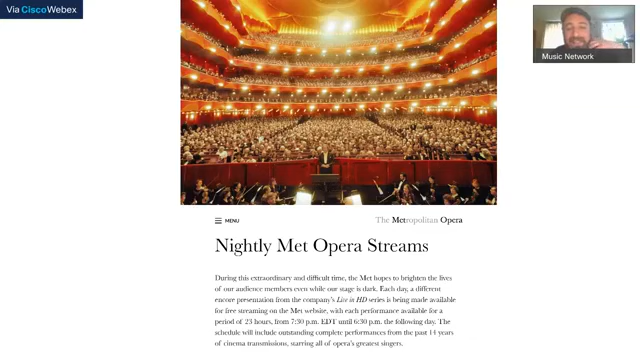 Via CiscoWebex
Music Network
MENU
The Metropolitan Opera
Nightly Met Opera Streams
During this extraordinary and difficult time, the Met hopes to brighten the lives
of our audience members even while our stage is dark. Each day, a different
encore presentation from the company's Live in HD series is being made available
for free streaming on the Met website, with each performance available for a
period of 23 hours, from 7:30 p.m. EDT until 6:30 p.m. the following day. The
schedule will include outstanding complete performances from the past 14 years
of cinema transmissions, starring all of opera's greatest singers.